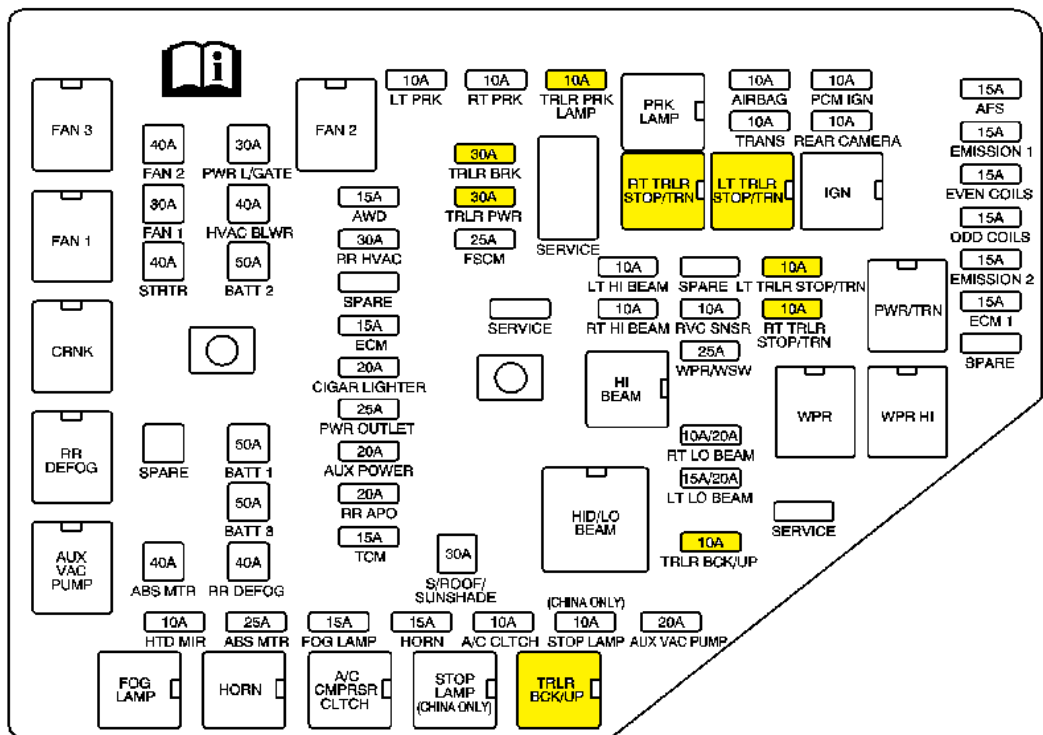 i
10A
LT PRK
10A
RT PRK
10A
TRLR PRK
LAMP
10A
AIRBAG
10A
PCM IGN
10A
TRANS
10A
REAR CAMERA
FAN 3
FAN 2
PRK
LAMP
15A
AFS
15A
EMISSION 1
15A
EVEN COILS
15A
ODD COILS
15A
EMISSION 2
15A
ECM 1
SPARE
40A
FAN 2
30A
PWR L/GATE
30A
FAN 1
40A
HVAC BLWR
40A
STRTR
50A
BATT 2
FAN 1
30A
TRLR BRK
30A
TRLR PWR
25A
FSCM
SERVICE
RT TRLR
STOP/TRN
LT TRLR
STOP/TRN
IGN
15A
AWD
30A
RR HVAC
SPARE
15A
ECM
20A
CIGAR LIGHTER
25A
PWR OUTLET
20A
AUX POWER
20A
RR APO
15A
TCM
10A
LT HI BEAM
SPARE
10A
LT TRLR STOP/TRN
10A
RT HI BEAM
10A
RVC SNSR
10A
RT TRLR
STOP/TRN
25A
WPR/WSW
PWR/TRN
SERVICE
CRNK
HI
BEAM
WPR
WPR HI
RR
DEFOG
SPARE
50A
BATT 1
50A
BATT 3
10A/20A
RT LO BEAM
15A/20A
LT LO BEAM
HID/LO
BEAM
SERVICE
10A
TRLR BCK/UP
AUX
VAC
PUMP
40A
ABS MTR
40A
RR DEFOG
30A
S/ROOF/
SUNSHADE
10A
HTD MIR
25A
ABS MTR
15A
FOG LAMP
15A
HORN
10A
A/C CLTCH
(CHINA ONLY)
10A
STOP LAMP
20A
AUX VAC PUMP
FOG
LAMP
HORN
A/C
CMPRSR
CLTCH
STOP
LAMP
(CHINA ONLY)
TRLR
BCK/UP